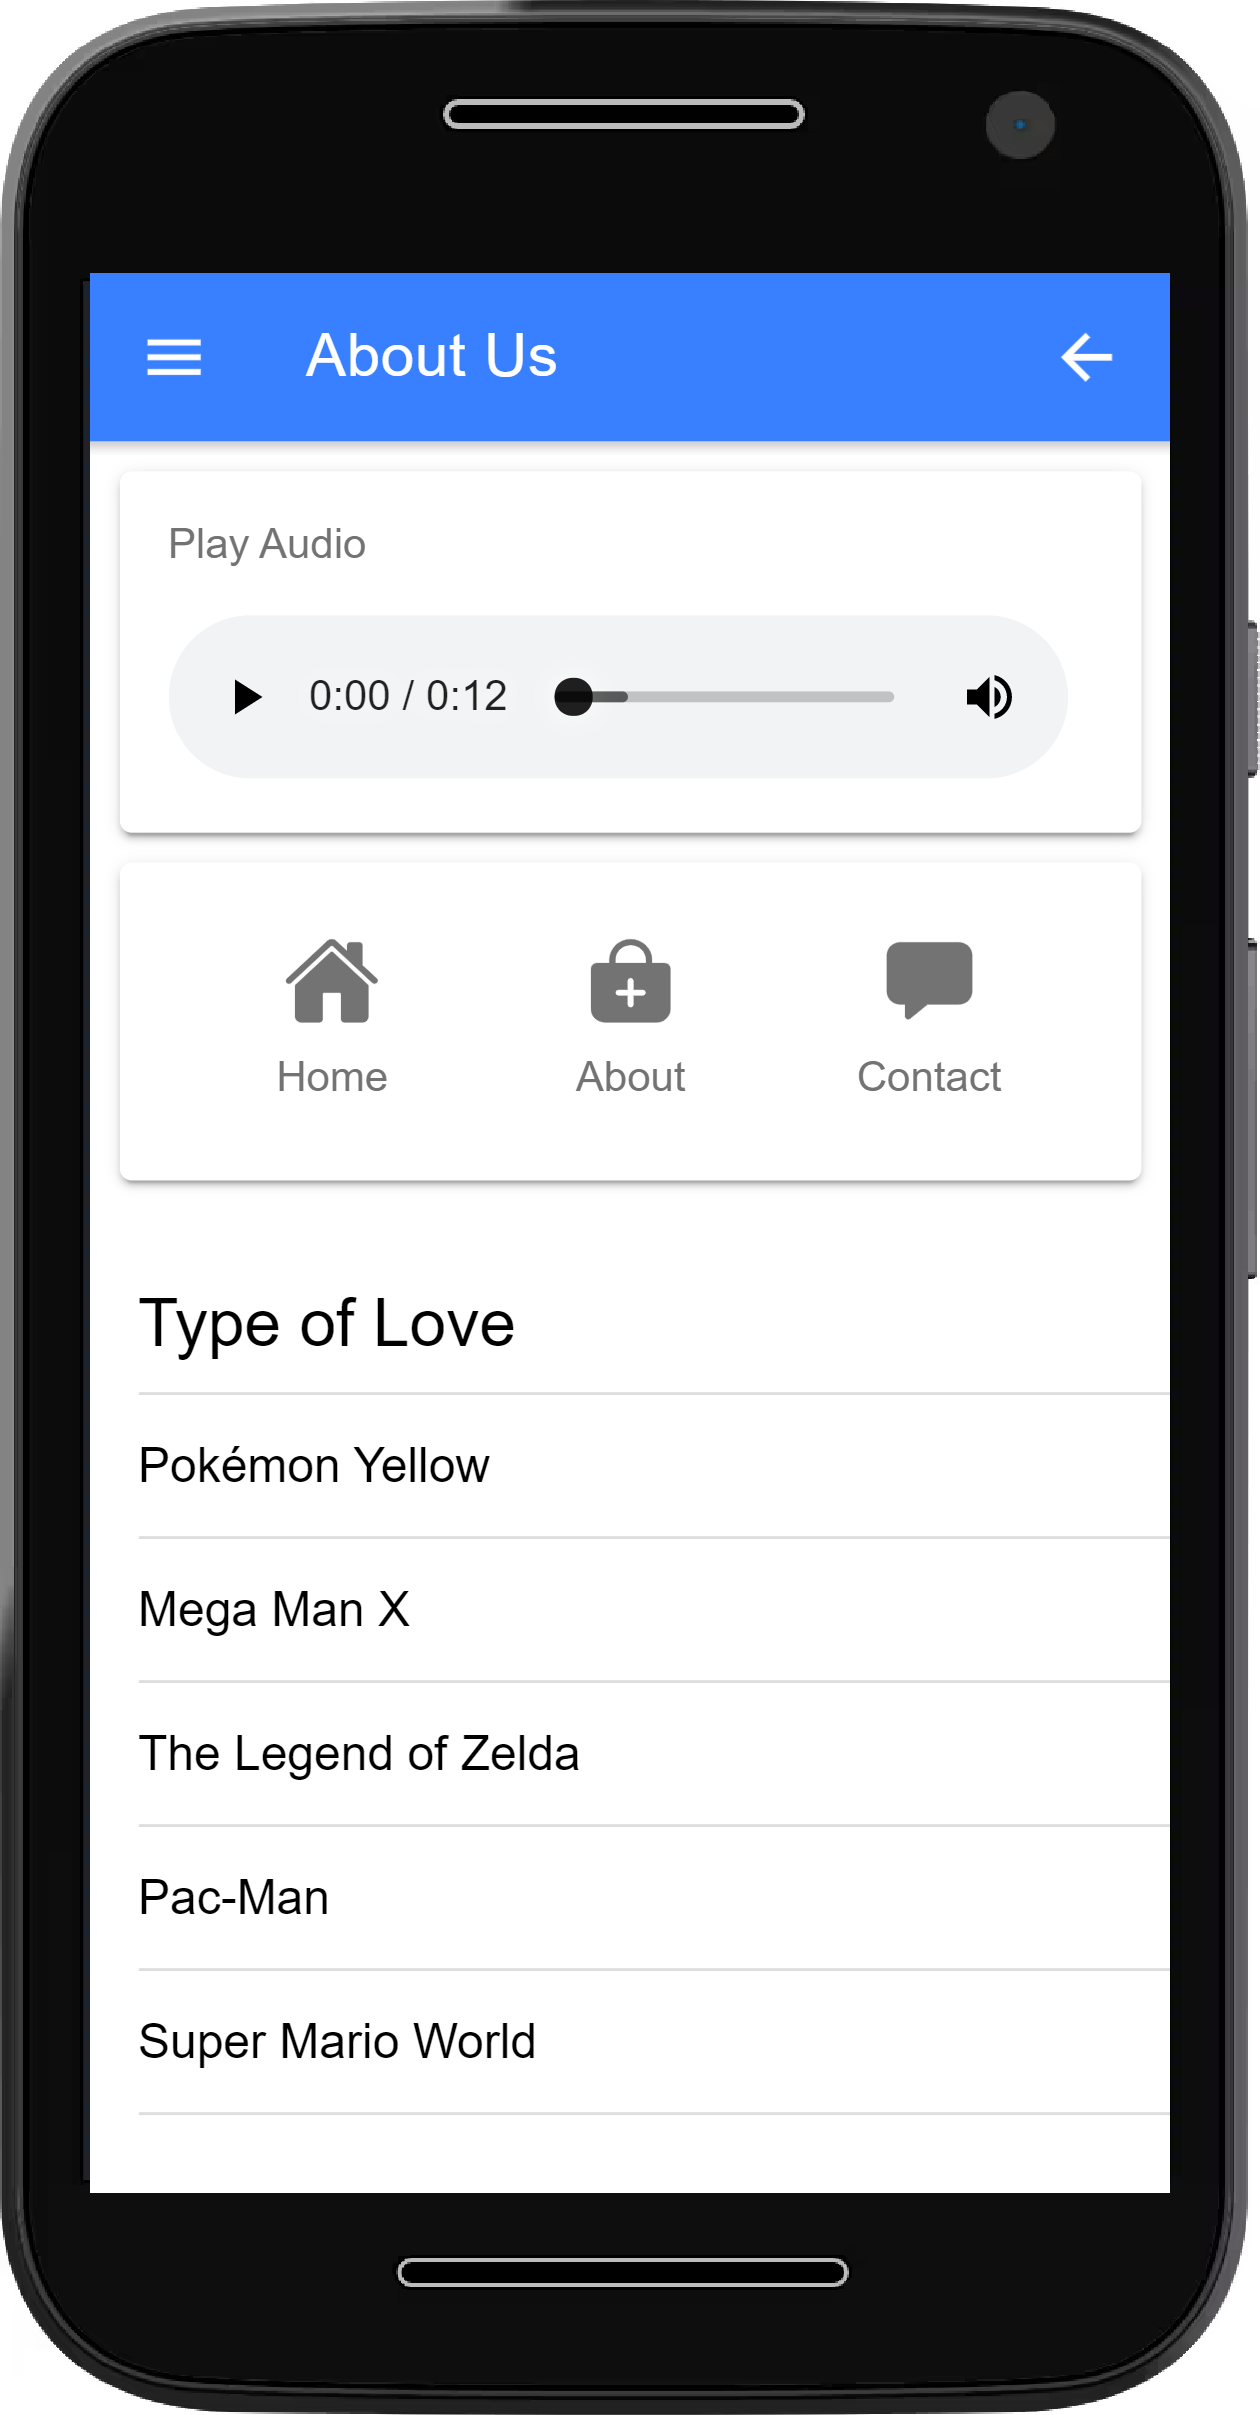 About Us
Play Audio
0:00 / 0:12
Home About Contact
Type of Love
Pokémon Yellow
Mega Man X
The Legend of Zelda
Pac-Man
Super Mario World